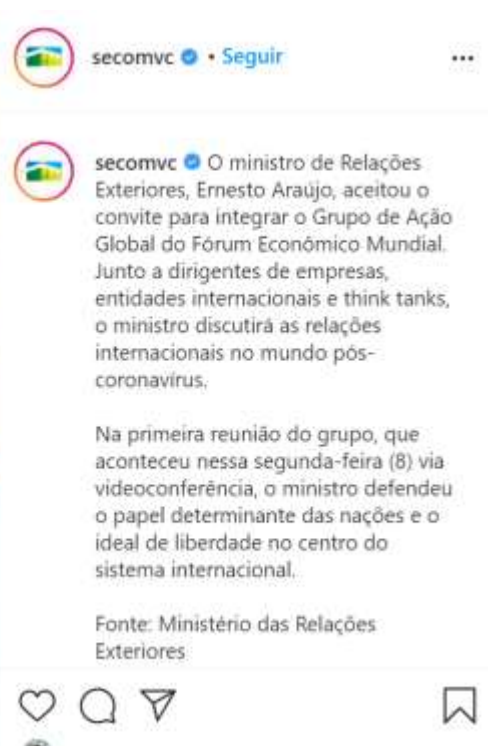 secomvc • Seguir
secomvc O ministro de Relações
Exteriores, Ernesto Araújo, aceitou o
convite para integrar o Grupo de Ação
Global do Fórum Econômico Mundial.
Junto a dirigentes de empresas,
entidades internacionais e think tanks,
o ministro discutirá as relações
internacionais no mundo pós-
coronavírus.
Na primeira reunião do grupo, que
aconteceu nessa segunda-feira (8) via
videoconferência, o ministro defendeu
o papel determinante das nações e o
ideal de liberdade no centro do
sistema internacional.
Fonte: Ministério das Relações
Exteriores